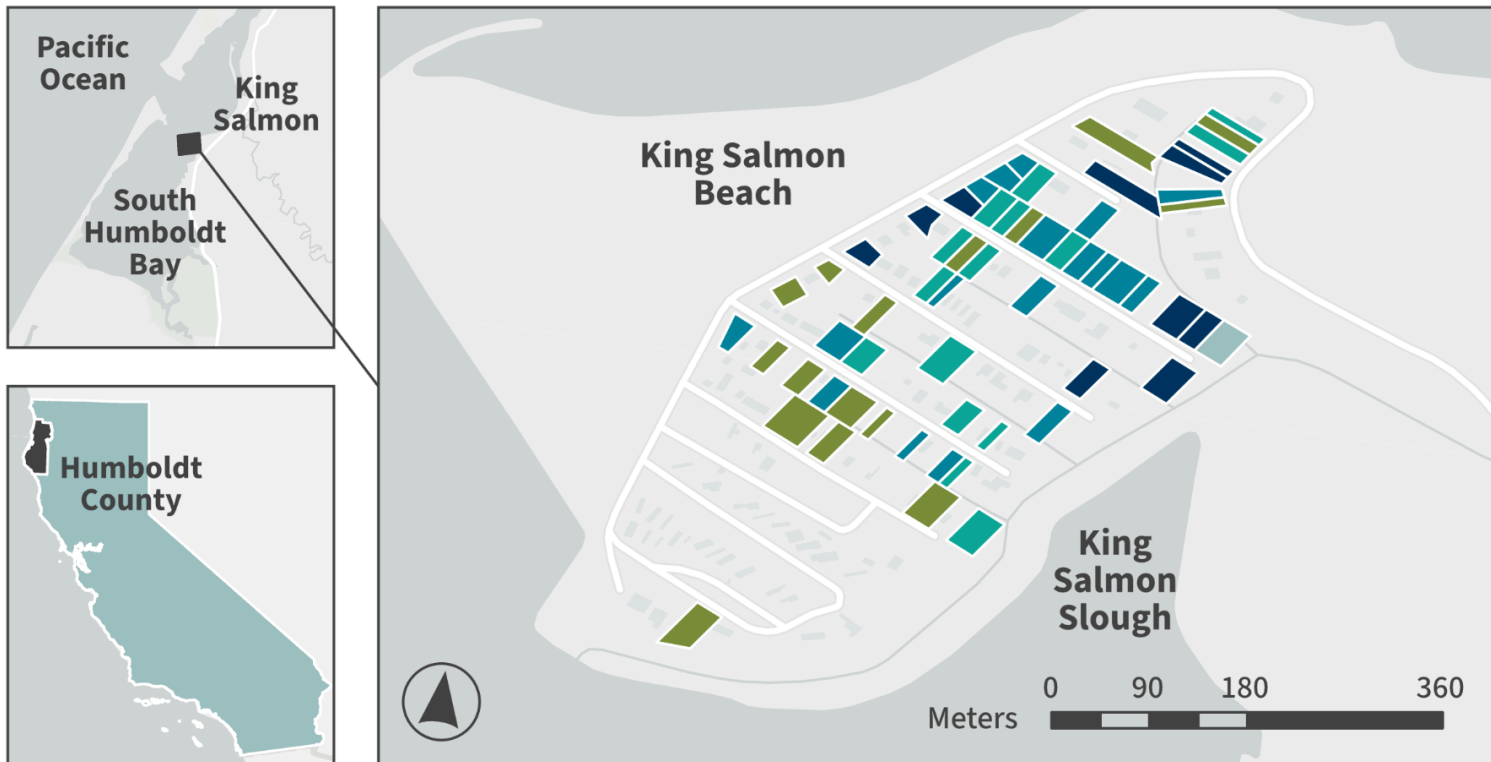 Pacific
Ocean
King
Salmon
South
Humboldt
Bay
Humboldt
County
King Salmon
Beach
King
Salmon
Slough
0 90 180 360
Meters